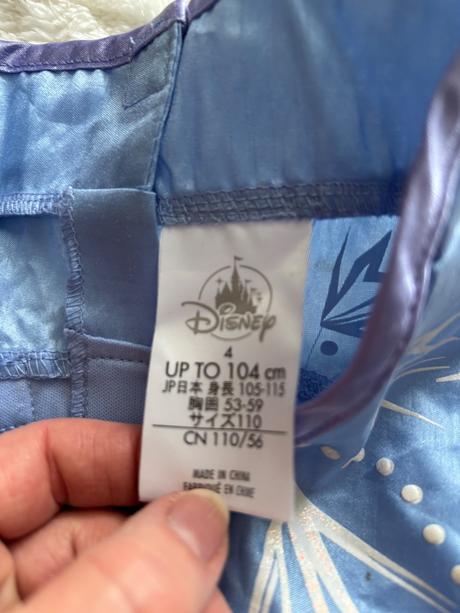 Disney
4
UP TO 104 cm
JP日本 身長 105-115
胸囲 53-59
サイズ110
CN 110/56
MADE IN CHINA
FABRIQUÉ EN CHINE